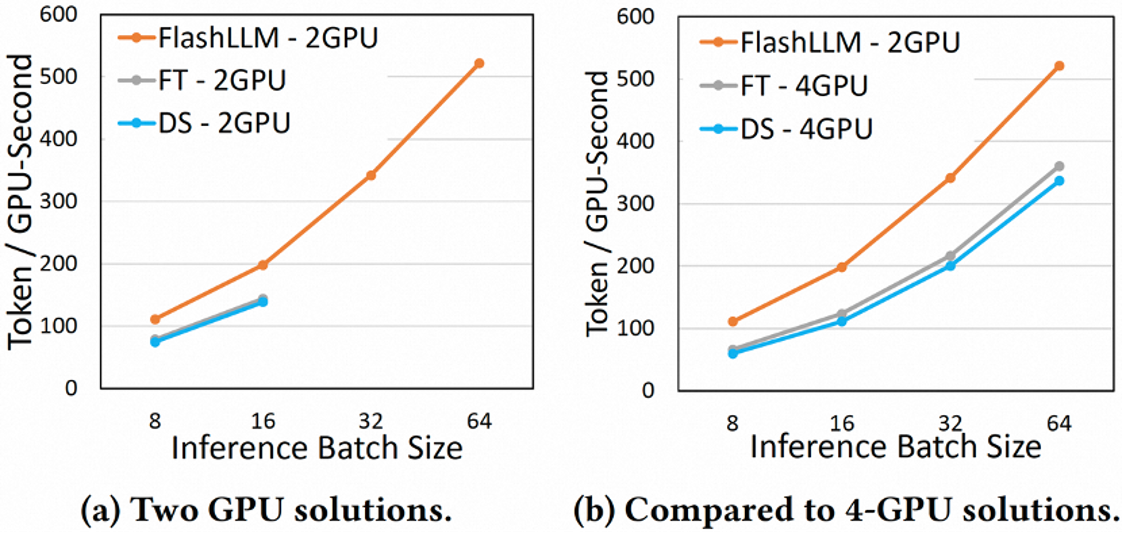 Token / GPU-Second
600
500
400
300
200
100
0
FlashLLM - 2GPU
FT - 2GPU
DS - 2GPU
8 16 32 64
Inference Batch Size
(a) Two GPU solutions.
Token / GPU-Second
600
500
400
300
200
100
0
FlashLLM - 2GPU
FT - 4GPU
DS - 4GPU
8 16 32 64
Inference Batch Size
(b) Compared to 4-GPU solutions.